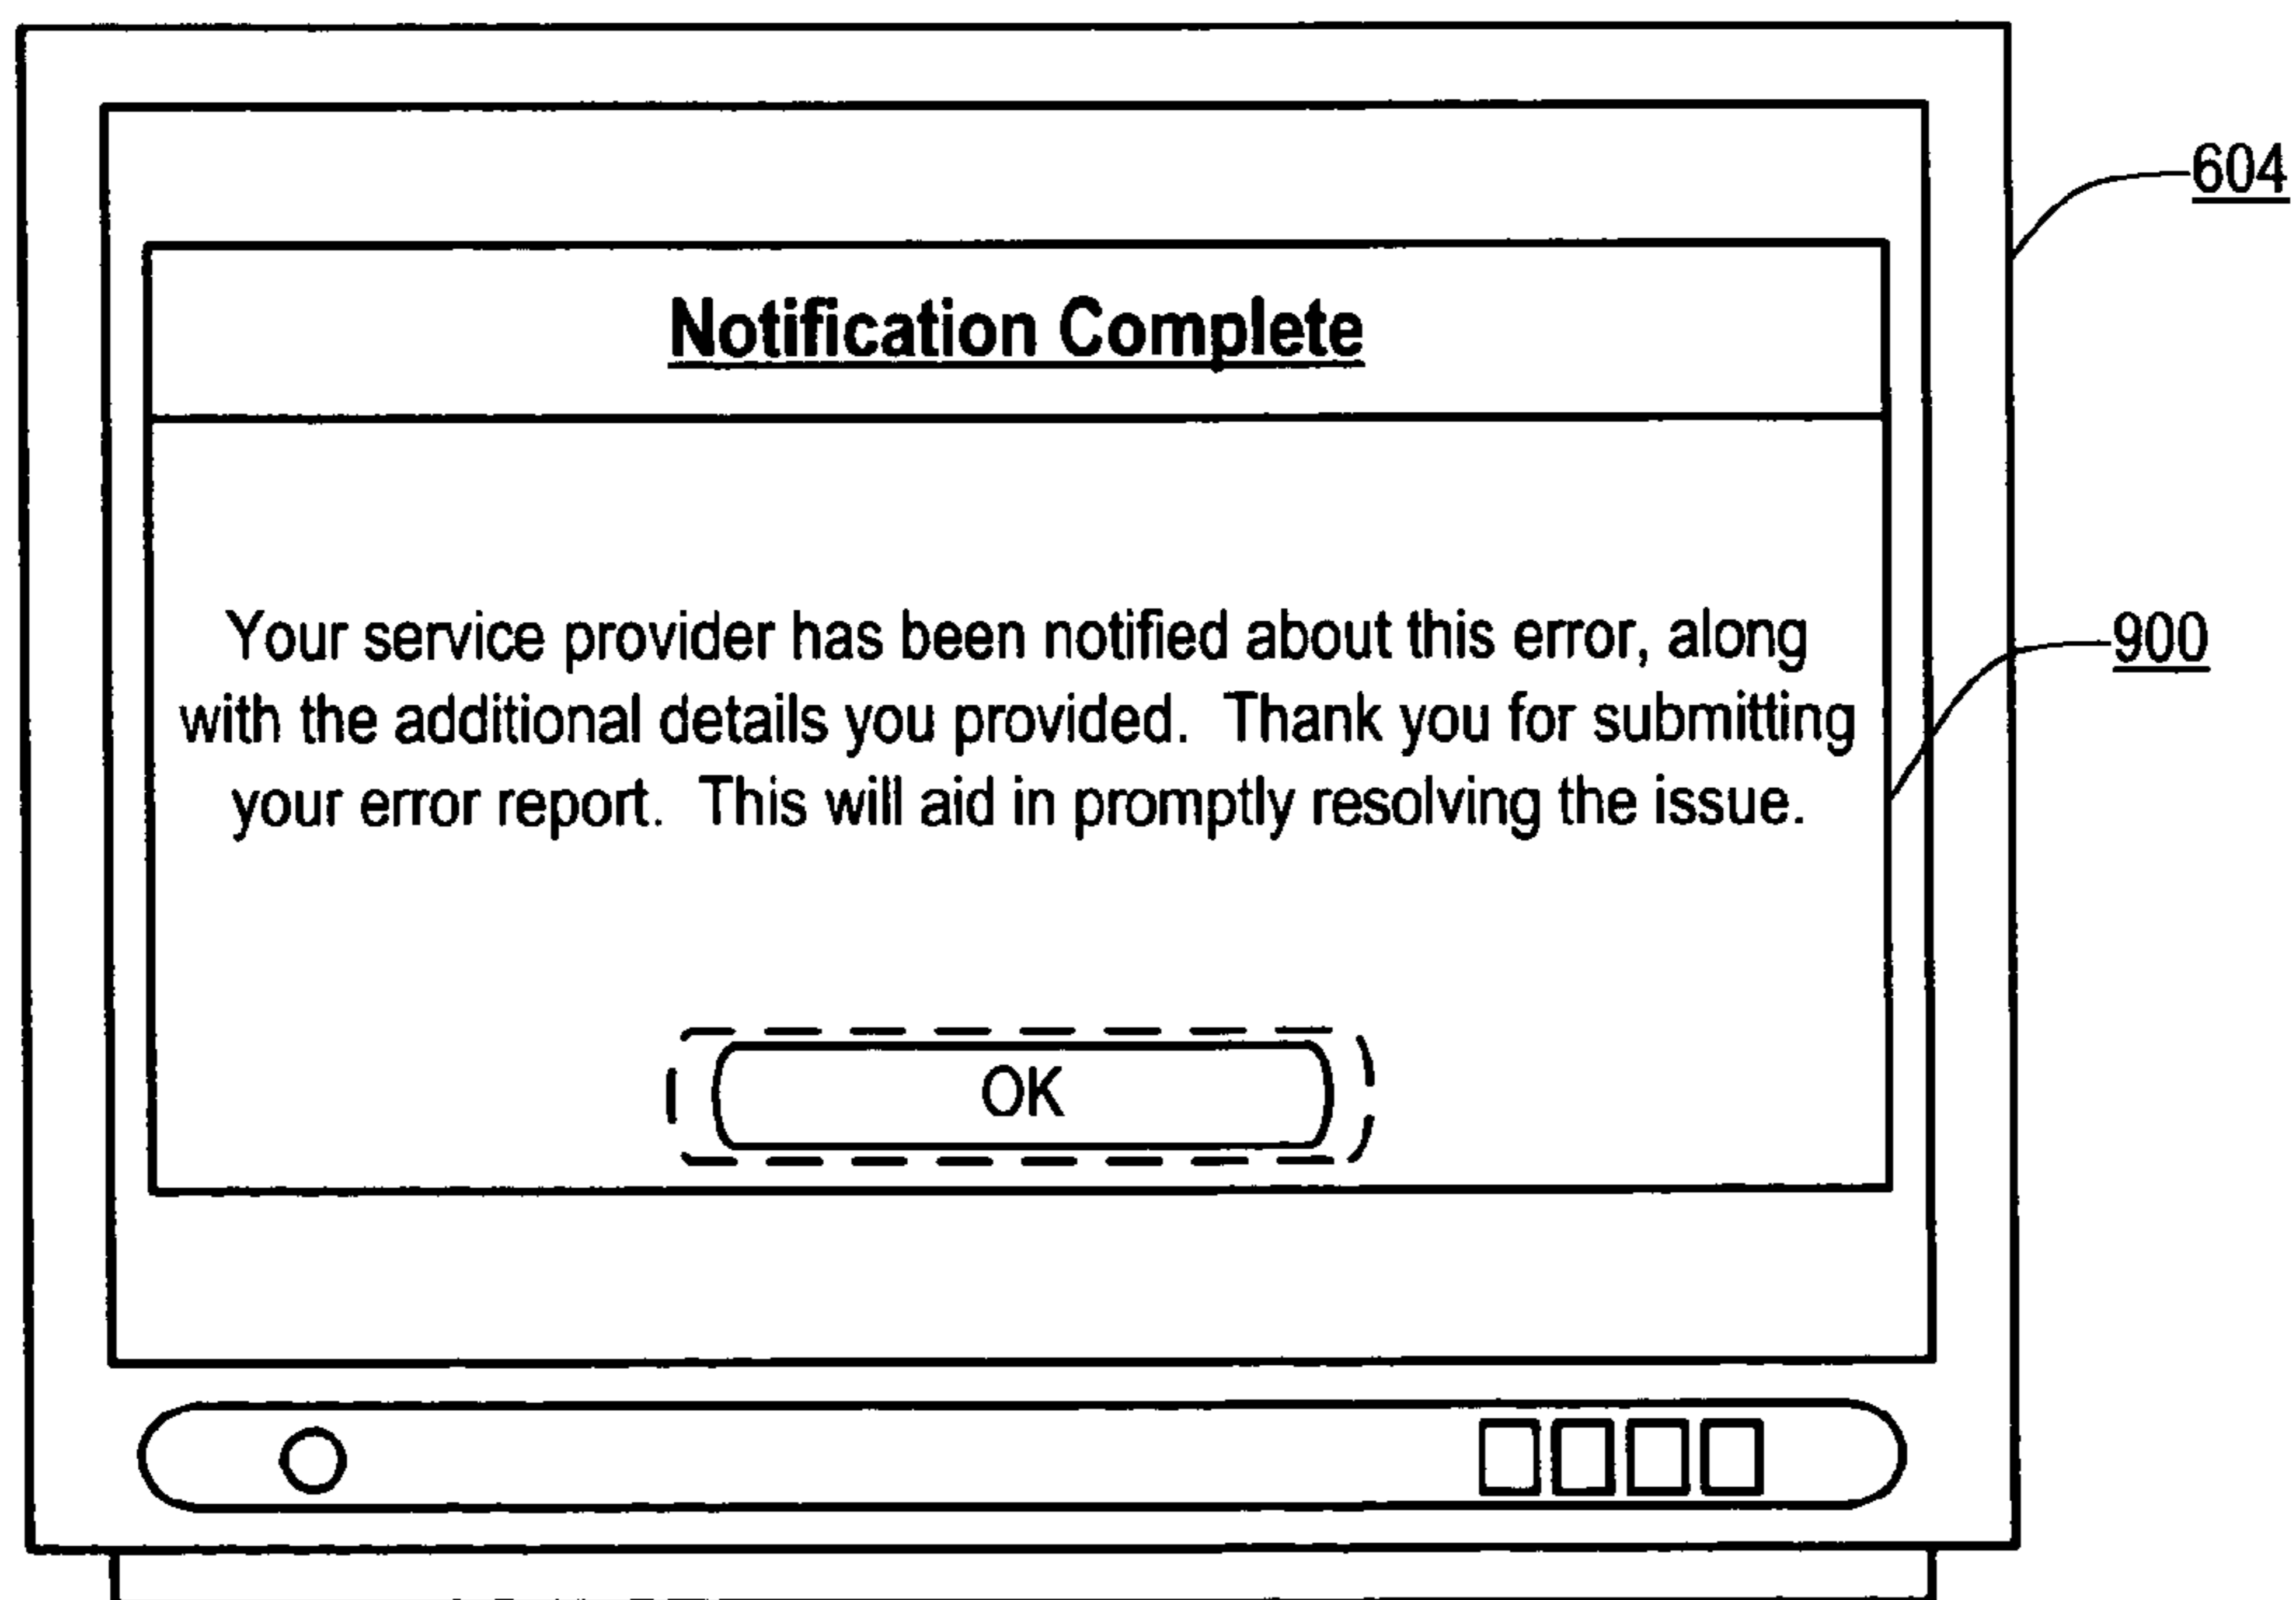 604
Notification Complete
900
Your service provider has been notified about this error, along
with the additional details you provided.  Thank you for submitting
your error report.  This will aid in promptly resolving the issue.
OK